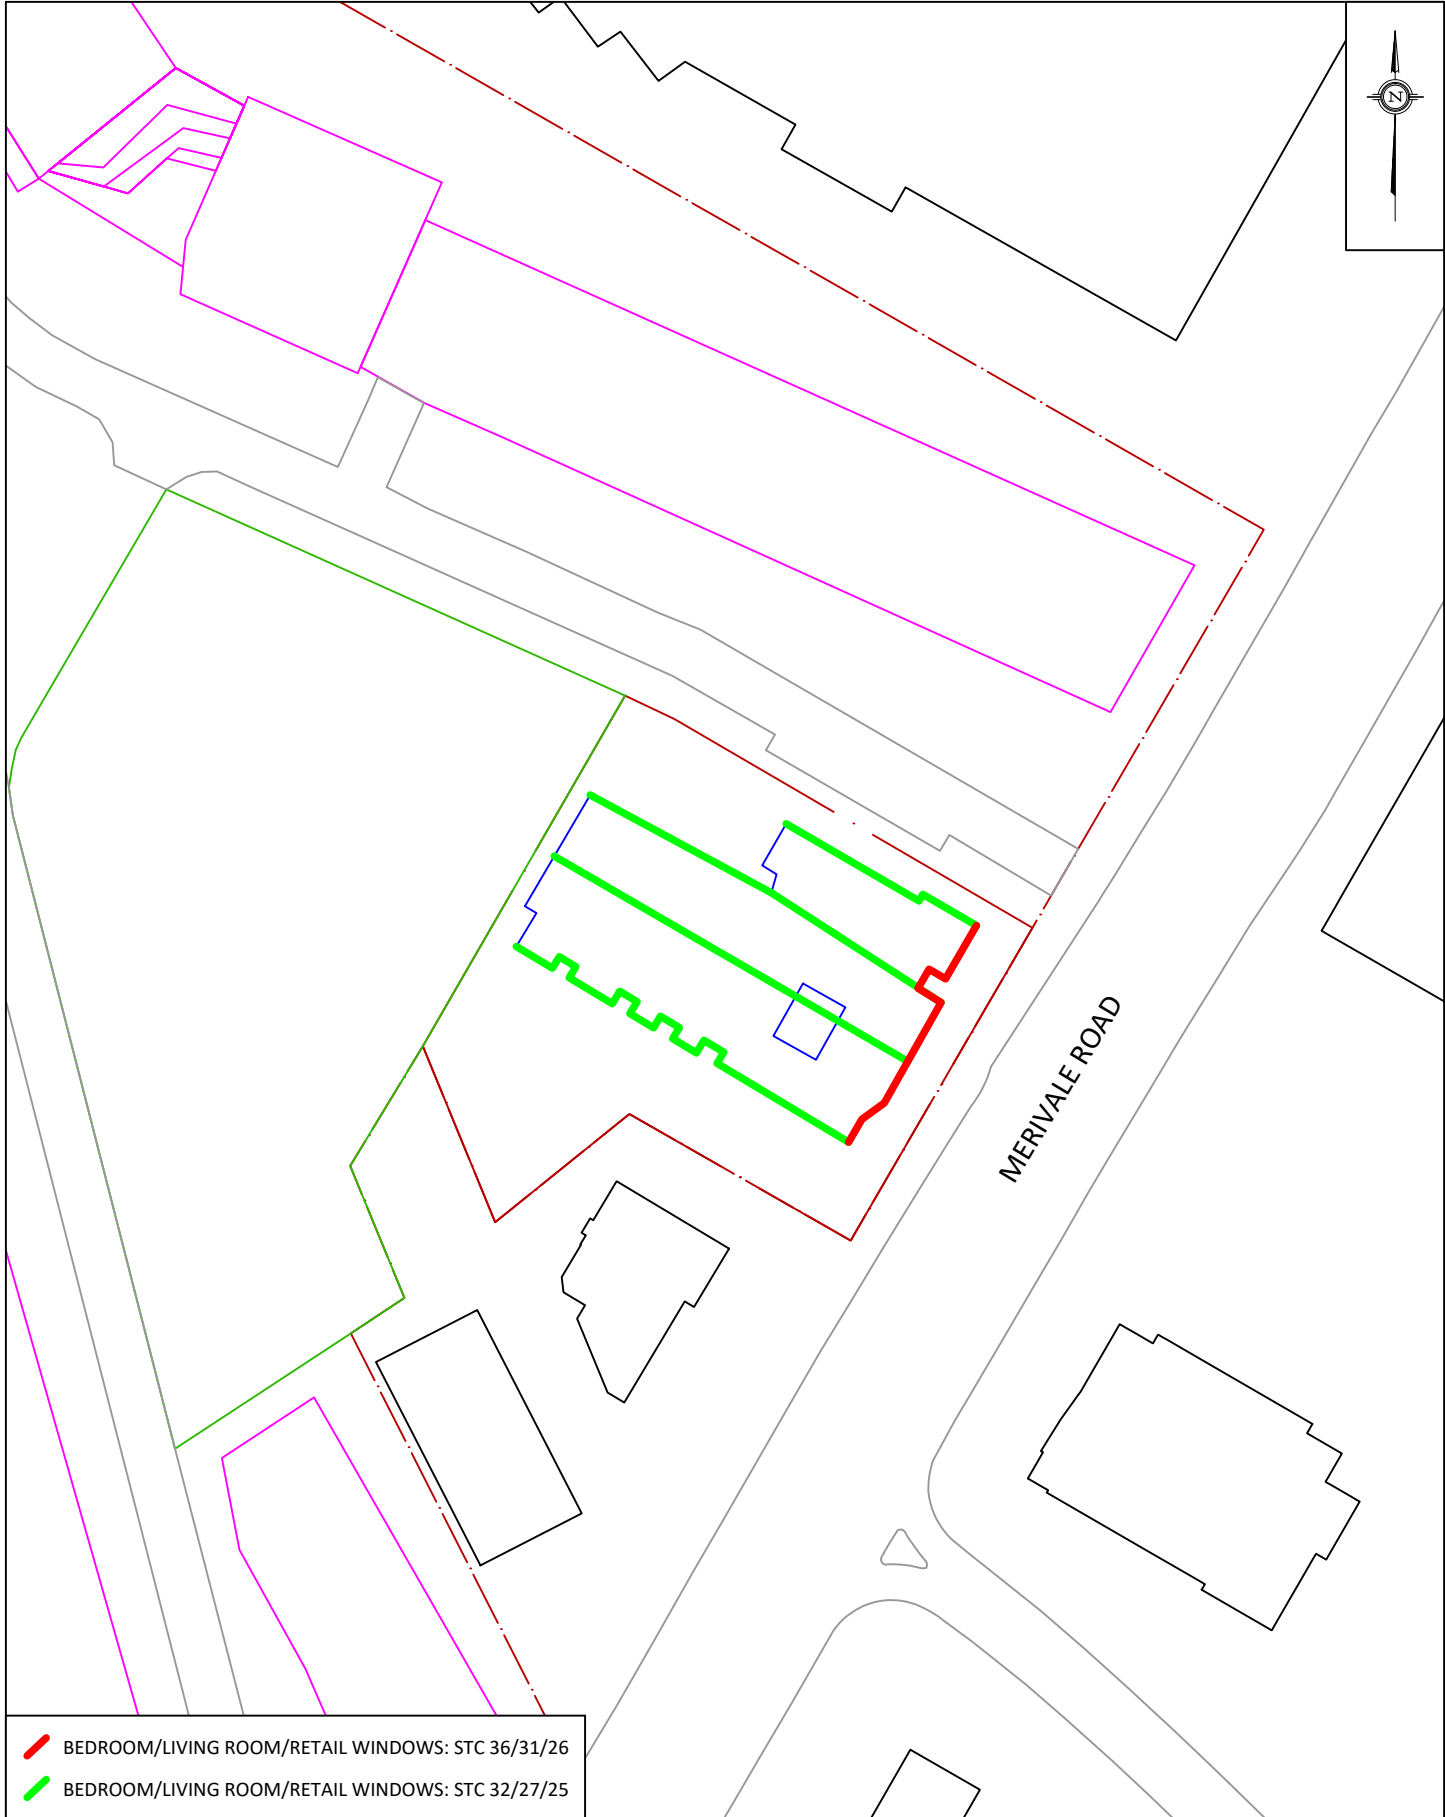 N
MERIVALE ROAD
BEDROOM/LIVING ROOM/RETAIL WINDOWS: STC 36/31/26
BEDROOM/LIVING ROOM/RETAIL WINDOWS: STC 32/27/25